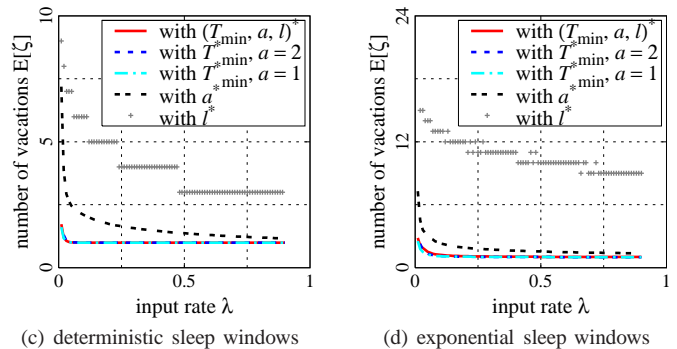 number of vacations E[ζ]
10
5
0
with (T_min, a, l)*
with T*_min, a = 2
with T*_min, a = 1
with a*
with l*
0 0.5 1
input rate λ
(c) deterministic sleep windows
number of vacations E[ζ]
24
12
0
with (T_min, a, l)*
with T*_min, a = 2
with T*_min, a = 1
with a*
with l*
0 0.5 1
input rate λ
(d) exponential sleep windows